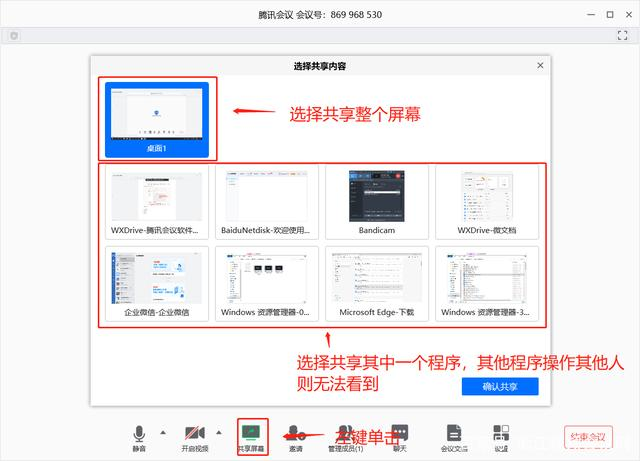 腾讯会议 会议号：869 968 530
选择共享内容
选择共享整个屏幕
桌面1
WXDrive-腾讯会议软件...
BaiduNetdisk-欢迎使用...
Bandicam
WXDrive-微文档
企业微信-企业微信
Windows 资源管理器-0...
Microsoft Edge-下载
Windows 资源管理器-3...
选择共享其中一个程序，其他程序操作其他人
则无法看到
确认共享
左键单击
静音
开启视频
共享屏幕
邀请
管理成员(1)
聊天
会议文档
设置
结束会议